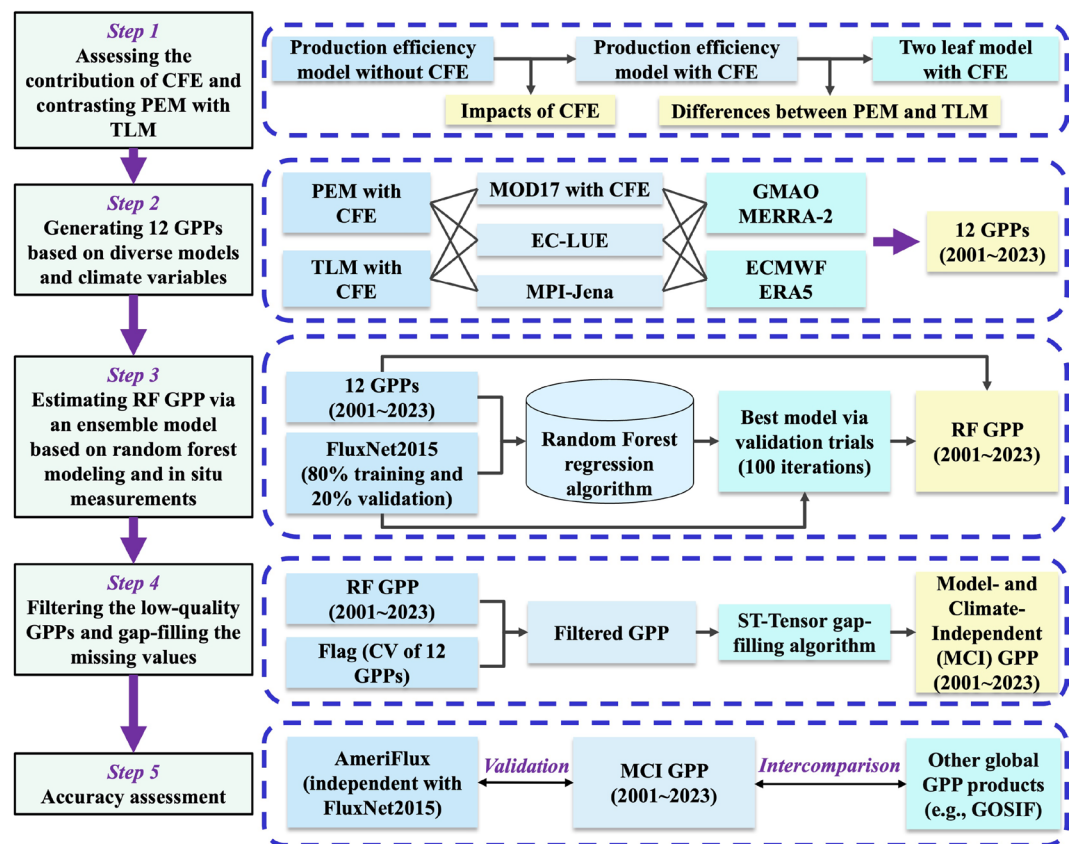 Step 1
Assessing the
contribution of CFE and
contrasting PEM with
TLM
Production efficiency
model without CFE
Production efficiency
model with CFE
Two leaf model
with CFE
Impacts of CFE
Differences between PEM and TLM
Step 2
Generating 12 GPPs
based on diverse models
and climate variables
PEM with
CFE
TLM with
CFE
MOD17 with CFE
EC-LUE
MPI-Jena
GMAO
MERRA-2
ECMWF
ERA5
12 GPPs
(2001~2023)
Step 3
Estimating RF GPP via
an ensemble model
based on random forest
modeling and in situ
measurements
12 GPPs
(2001~2023)
FluxNet2015
(80% training and
20% validation)
Random Forest
regression
algorithm
Best model via
validation trials
(100 iterations)
RF GPP
(2001~2023)
Step 4
Filtering the low-quality
GPPs and gap-filling the
missing values
RF GPP
(2001~2023)
Flag (CV of 12
GPPs)
Filtered GPP
ST-Tensor gap-
filling algorithm
Model- and
Climate-
Independent
(MCI) GPP
(2001~2023)
Step 5
Accuracy assessment
AmeriFlux
(independent with
FluxNet2015)
Validation
MCI GPP
(2001~2023)
Intercomparison
Other global
GPP products
(e.g., GOSIF)